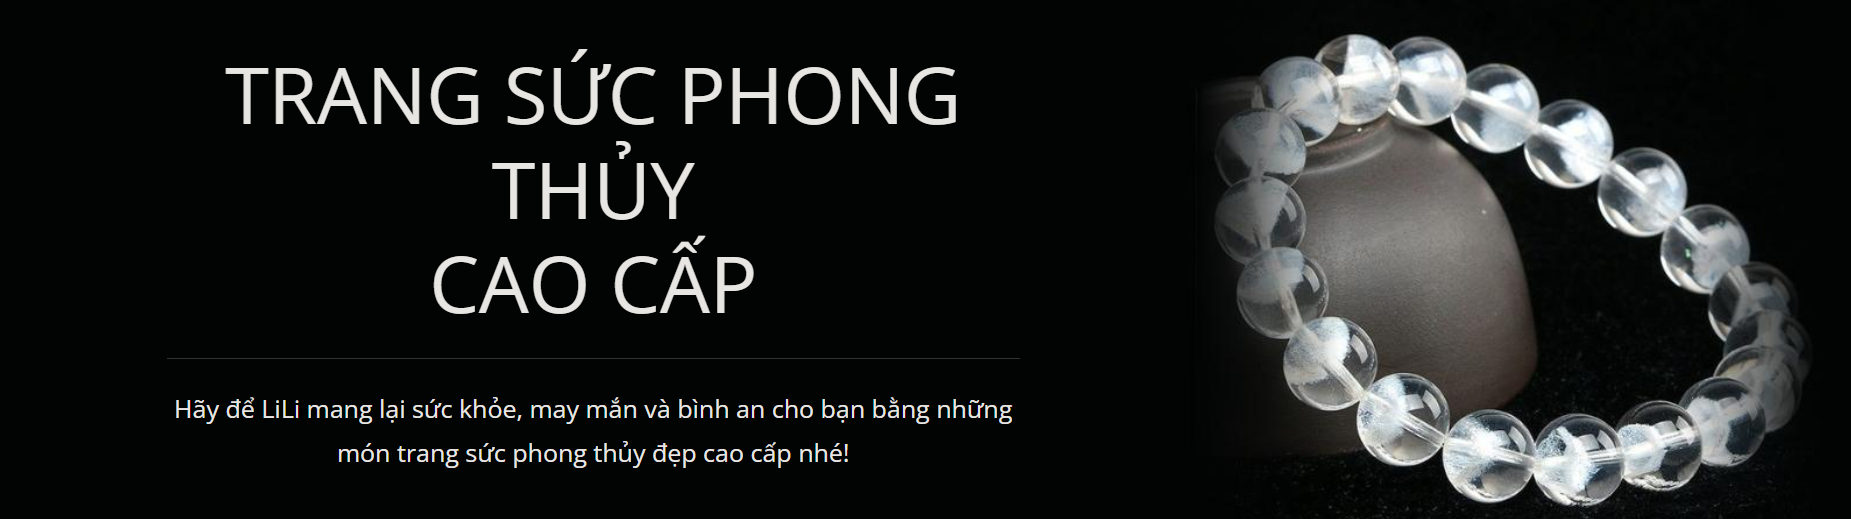 TRANG SỨC PHONG
THỦY
CAO CẤP
Hãy để LiLi mang lại sức khỏe, may mắn và bình an cho bạn bằng những
món trang sức phong thủy đẹp cao cấp nhé!